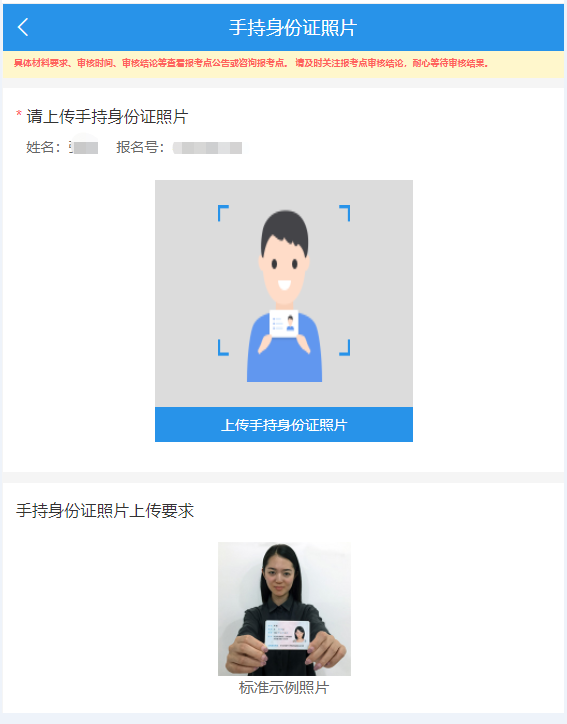 手持身份证照片
具体材料要求、审核时间、审核结论等查看报考点公告或咨询报考点。 请及时关注报考点审核结论，耐心等待审核结果。
* 请上传手持身份证照片
姓名： 报名号：
上传手持身份证照片
手持身份证照片上传要求
标准示例照片